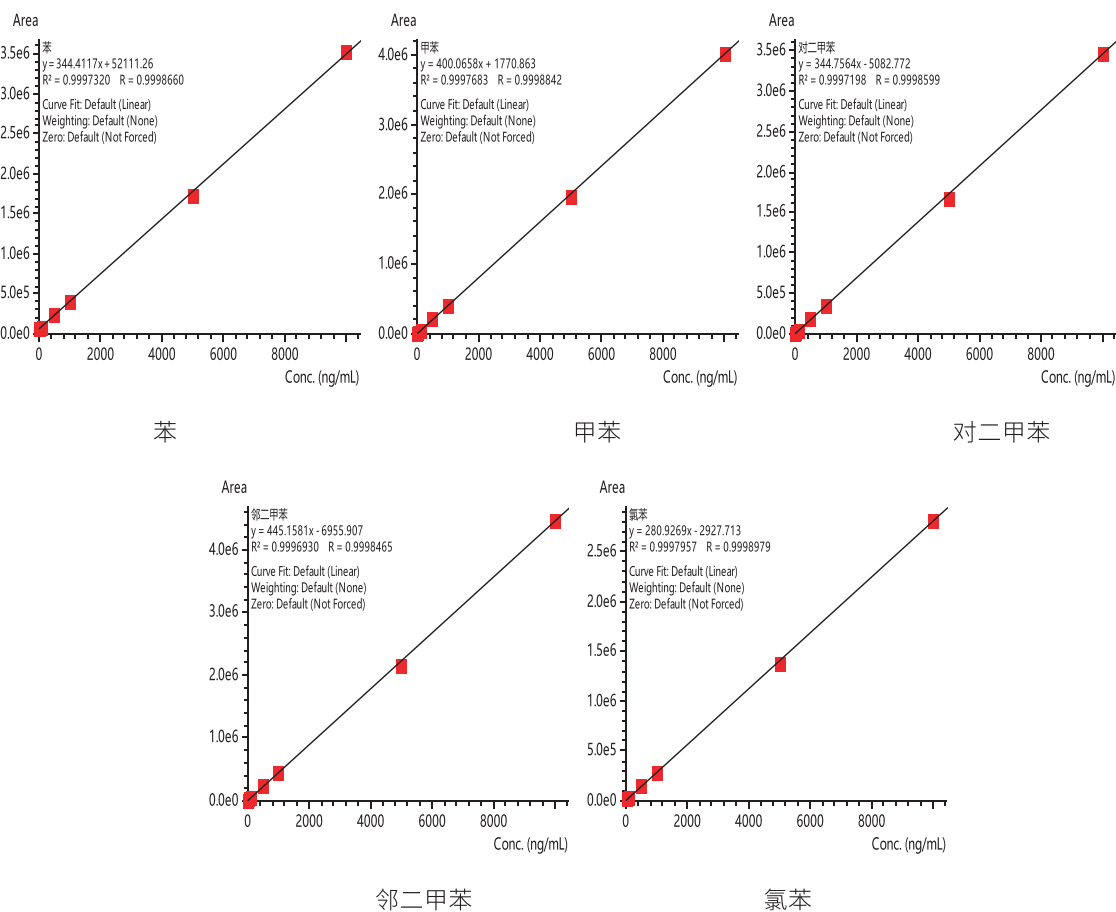 Area
苯
y = 344.4117x + 52111.26
R² = 0.9997320 R = 0.9998660
Curve Fit: Default (Linear)
Weighting: Default (None)
Zero: Default (Not Forced)
3.5e6
3.0e6
2.5e6
2.0e6
1.5e6
1.0e6
5.0e5
0.0e0
0 2000 4000 6000 8000
Conc. (ng/mL)
苯
Area
甲苯
y = 400.0658x + 1770.863
R² = 0.9997683 R = 0.9998842
Curve Fit: Default (Linear)
Weighting: Default (None)
Zero: Default (Not Forced)
4.0e6
3.0e6
2.0e6
1.0e6
0.0e0
0 2000 4000 6000 8000
Conc. (ng/mL)
甲苯
Area
对二甲苯
y = 344.7564x - 5082.772
R² = 0.9997198 R = 0.9998599
Curve Fit: Default (Linear)
Weighting: Default (None)
Zero: Default (Not Forced)
3.5e6
3.0e6
2.5e6
2.0e6
1.5e6
1.0e6
5.0e5
0.0e0
0 2000 4000 6000 8000
Conc. (ng/mL)
对二甲苯
Area
邻二甲苯
y = 445.1581x - 6955.907
R² = 0.9996930 R = 0.9998465
Curve Fit: Default (Linear)
Weighting: Default (None)
Zero: Default (Not Forced)
4.0e6
3.0e6
2.0e6
1.0e6
0.0e0
0 2000 4000 6000 8000
Conc. (ng/mL)
邻二甲苯
Area
氯苯
y = 280.9269x - 2927.713
R² = 0.9997957 R = 0.9998979
Curve Fit: Default (Linear)
Weighting: Default (None)
Zero: Default (Not Forced)
2.5e6
2.0e6
1.5e6
1.0e6
5.0e5
0.0e0
0 2000 4000 6000 8000
Conc. (ng/mL)
氯苯